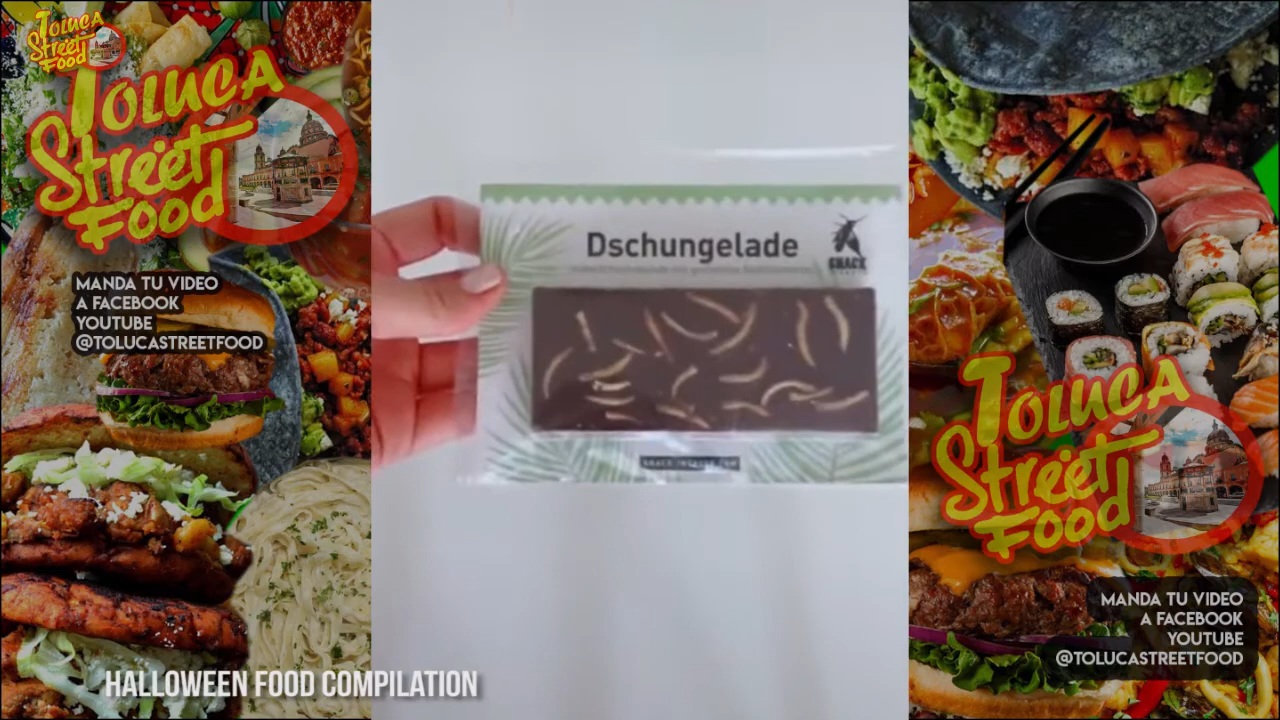 Toluca
Street
Food
Toluca
Street
Food
MANDA TU VIDEO
A FACEBOOK
YOUTUBE
@TOLUCASTREETFOOD
Dschungelade
SNACK
Toluca
Street
Food
MANDA TU VIDEO
A FACEBOOK
YOUTUBE
@TOLUCASTREETFOOD
HALLOWEEN FOOD COMPILATION